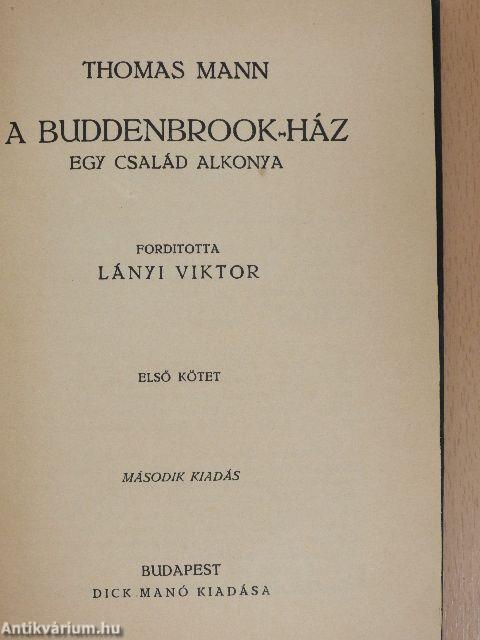 THOMAS MANN
A BUDDENBROOK-HÁZ
EGY CSALÁD ALKONYA
FORDITOTTA
LÁNYI VIKTOR
ELSŐ KÖTET
MÁSODIK KIADÁS
BUDAPEST
DICK MANÓ KIADÁSA
Antikvárium.hu